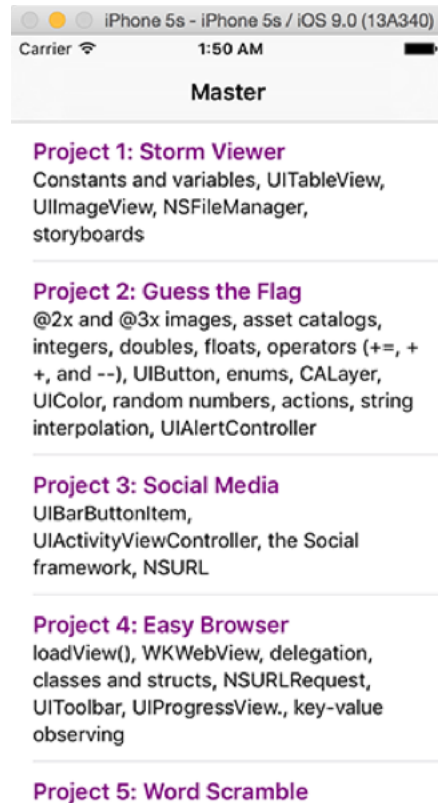 iPhone 5s - iPhone 5s / iOS 9.0 (13A340)
Carrier 1:50 AM
Master
Project 1: Storm Viewer
Constants and variables, UITableView,
UIImageView, NSFileManager,
storyboards
Project 2: Guess the Flag
@2x and @3x images, asset catalogs,
integers, doubles, floats, operators (+=, +
+, and --), UIButton, enums, CALayer,
UIColor, random numbers, actions, string
interpolation, UIAlertController
Project 3: Social Media
UIBarButtonItem,
UIActivityViewController, the Social
framework, NSURL
Project 4: Easy Browser
loadView(), WKWebView, delegation,
classes and structs, NSURLRequest,
UIToolbar, UIProgressView., key-value
observing
Project 5: Word Scramble